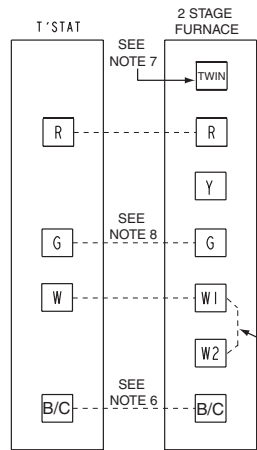 T'STAT
2 STAGE
FURNACE
SEE
NOTE 7
TWIN
R
R
Y
SEE
NOTE 8
G
G
W
W1
W2
SEE
NOTE 6
B/C
B/C